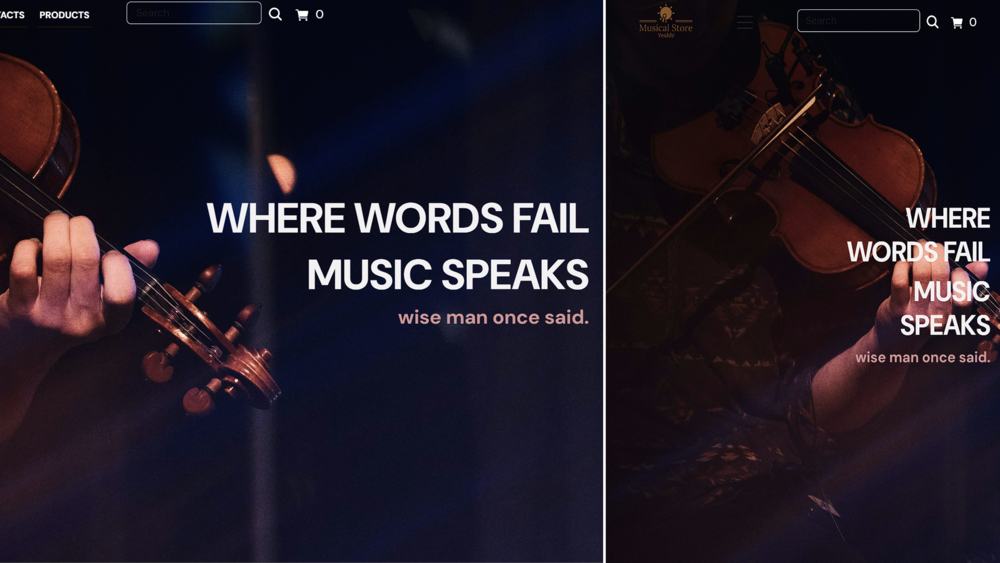 TACTS PRODUCTS
Search
0
WHERE WORDS FAIL
MUSIC SPEAKS
wise man once said.
Musical Store
Search
0
WHERE
WORDS FAIL
MUSIC
SPEAKS
wise man once said.